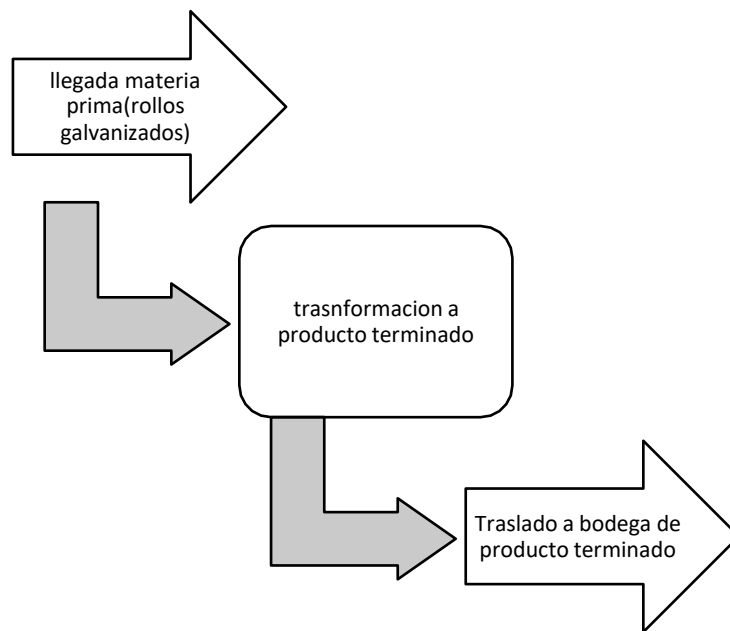 llegada materia
prima(rollos
galvanizados)
trasnformacion a
producto terminado
Traslado a bodega de
producto terminado